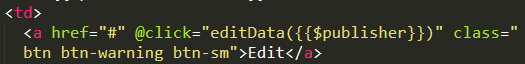 <td>
<a href="#" @click="editData({{$publisher}})" class="
btn btn-warning btn-sm">Edit</a>